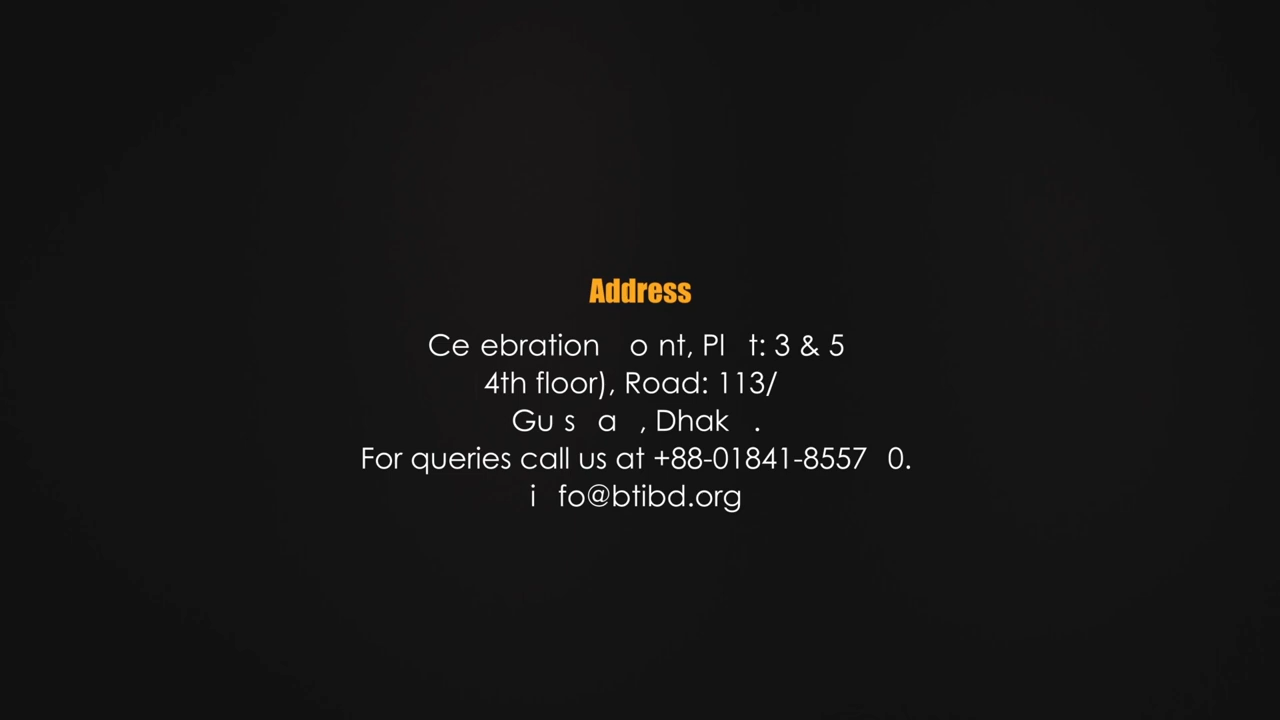 Address
Ce ebration o nt, Pl t: 3 & 5
4th floor), Road: 113/
Gu s a , Dhak .
For queries call us at +88-01841-8557 0.
i fo@btibd.org